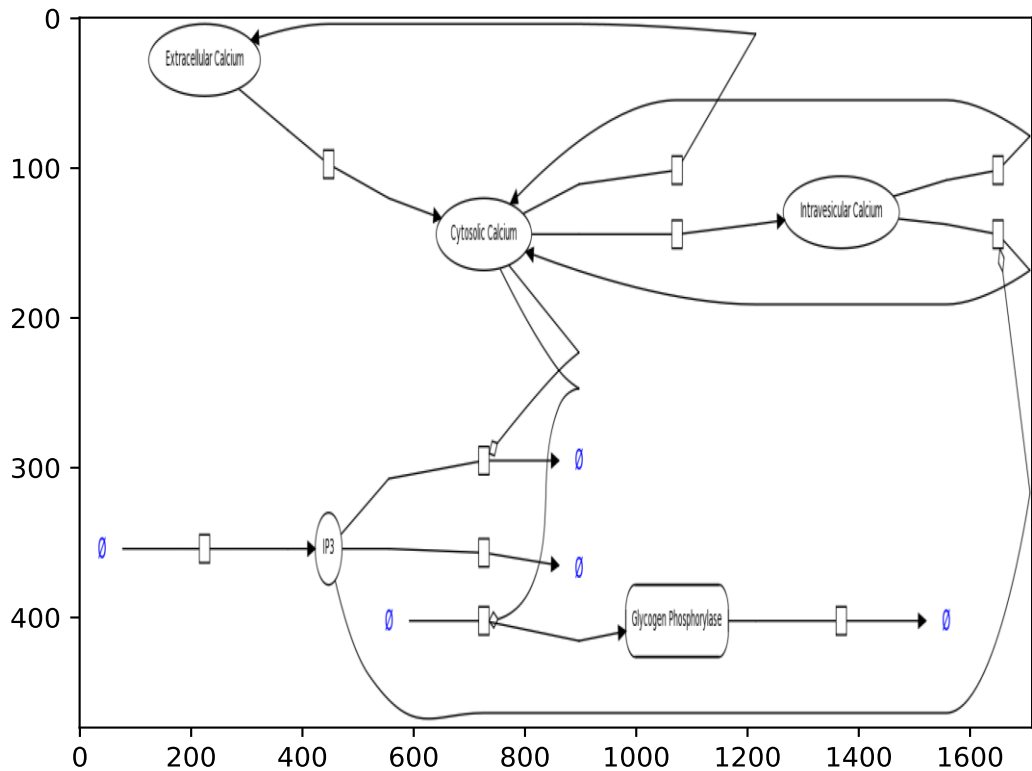 0
Extracellular Calcium
100
Cytosolic Calcium
Intravesicular Calcium
200
300
Ø
Ø
IP3
Ø
400
Ø
Glycogen Phosphorylase
Ø
0 200 400 600 800 1000 1200 1400 1600